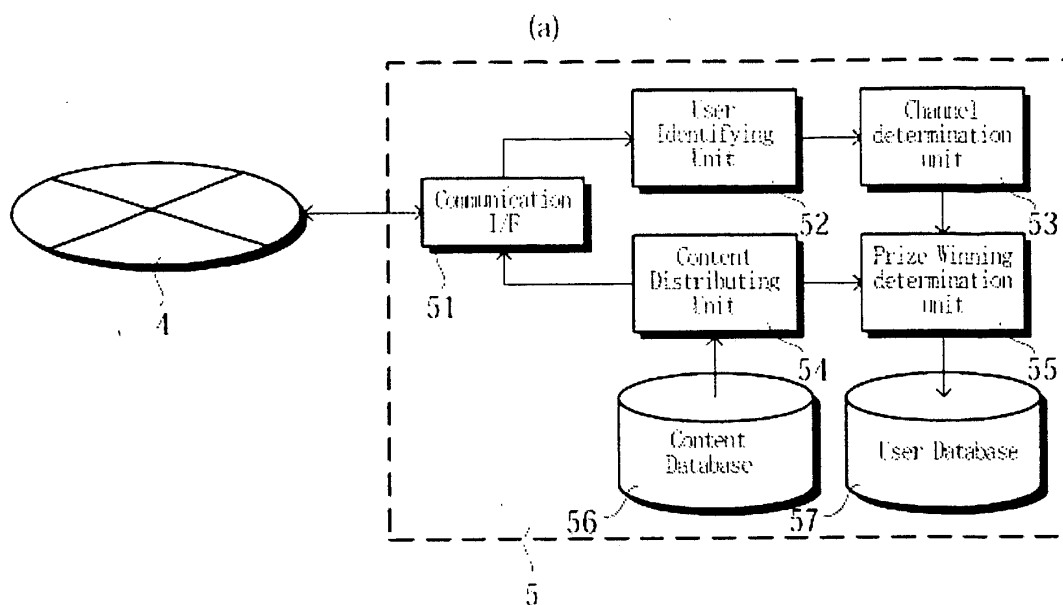 (a)
User
Identifying
Unit
Channel
determination
unit
52
53
Communication
I/F
51
4
Content
Distributing
Unit
Prize Winning
determination
unit
54
55
Content
Database
User Database
56
57
5